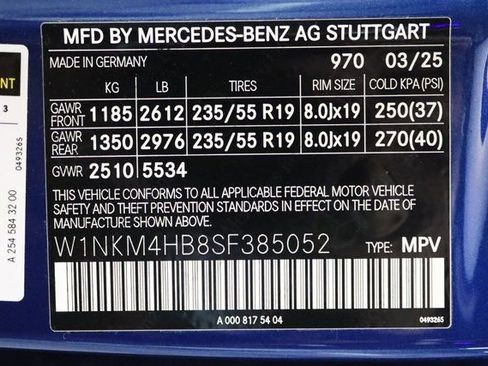 MFD BY MERCEDES-BENZ AG STUTTGART
MADE IN GERMANY 970 03/25
KG LB TIRES RIM SIZE COLD KPA (PSI)
GAWR FRONT 1185 2612 235/55 R19 8.0Jx19 250(37)
GAWR REAR 1350 2976 235/55 R19 8.0Jx19 270(40)
GVWR 2510 5534
THIS VEHICLE CONFORMS TO ALL APPLICABLE FEDERAL MOTOR VEHICLE
SAFETY AND THEFT PREVENTION STANDARDS IN EFFECT ON THE DATE OF
MANUFACTURE SHOWN ABOVE.
W1NKM4HB8SF385052 TYPE: MPV
A 000 817 54 04
0493265
A 254 584 32 00
0493265
3